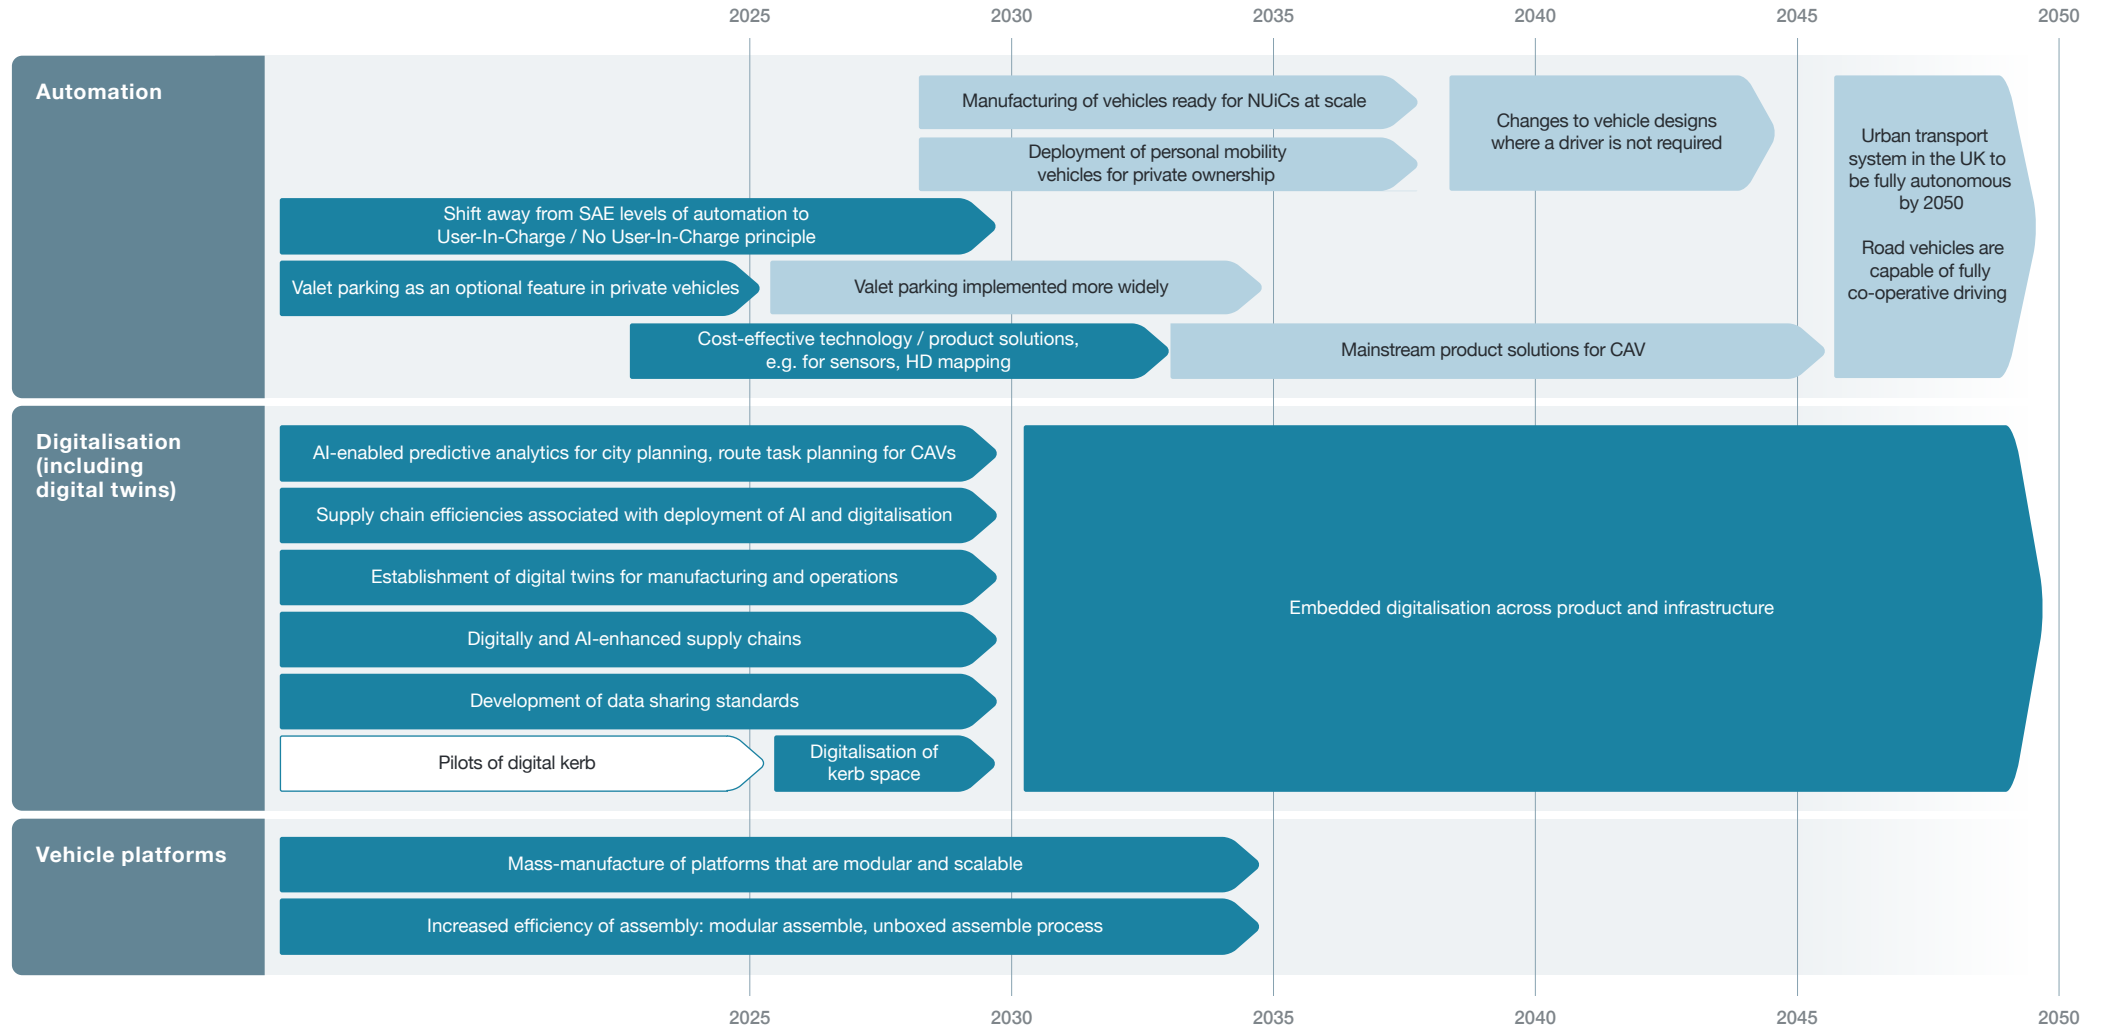 2025 2030 2035 2040 2045 2050
Automation
Manufacturing of vehicles ready for NUiCs at scale
Deployment of personal mobility
vehicles for private ownership
Changes to vehicle designs
where a driver is not required
Urban transport
system in the UK to
be fully autonomous
by 2050
Road vehicles are
capable of fully
co-operative driving
Shift away from SAE levels of automation to
User-In-Charge / No User-In-Charge principle
Valet parking as an optional feature in private vehicles
Valet parking implemented more widely
Cost-effective technology / product solutions,
e.g. for sensors, HD mapping
Mainstream product solutions for CAV
Digitalisation
(including
digital twins)
AI-enabled predictive analytics for city planning, route task planning for CAVs
Supply chain efficiencies associated with deployment of AI and digitalisation
Establishment of digital twins for manufacturing and operations
Digitally and AI-enhanced supply chains
Development of data sharing standards
Pilots of digital kerb
Digitalisation of
kerb space
Embedded digitalisation across product and infrastructure
Vehicle platforms
Mass-manufacture of platforms that are modular and scalable
Increased efficiency of assembly: modular assemble, unboxed assemble process
2025 2030 2035 2040 2045 2050